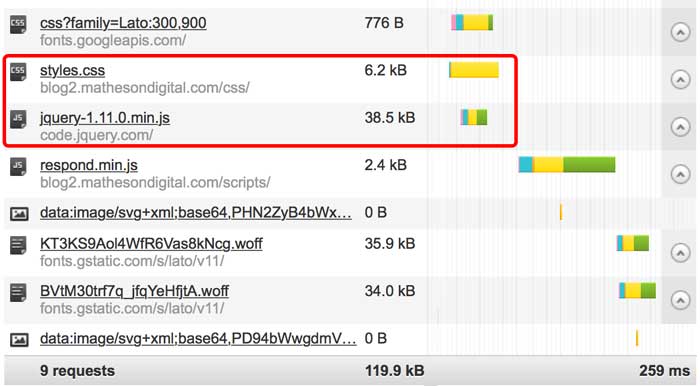 CSS css?family=Lato:300,900 776 B
fonts.googleapis.com/
CSS styles.css 6.2 kB
blog2.mathesondigital.com/css/
JS jquery-1.11.0.min.js 38.5 kB
code.jquery.com/
JS respond.min.js 2.4 kB
blog2.mathesondigital.com/scripts/
data:image/svg+xml;base64,PHN2ZyB4bWx… 0 B
KT3KS9Aol4WfR6Vas8kNcg.woff 35.9 kB
fonts.gstatic.com/s/lato/v11/
BVtM30trf7q_jfqYeHfjtA.woff 34.0 kB
fonts.gstatic.com/s/lato/v11/
data:image/svg+xml;base64,PD94bWwgdmV… 0 B
9 requests 119.9 kB 259 ms